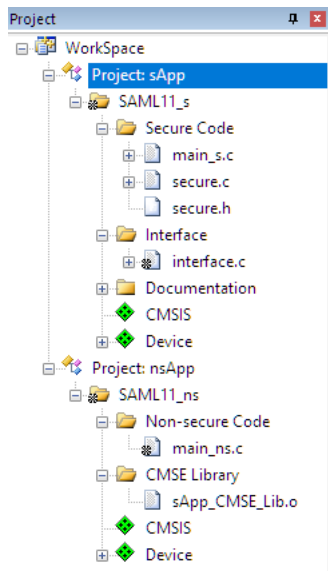 Project
WorkSpace
Project: sApp
SAML11_s
Secure Code
main_s.c
secure.c
secure.h
Interface
interface.c
Documentation
CMSIS
Device
Project: nsApp
SAML11_ns
Non-secure Code
main_ns.c
CMSE Library
sApp_CMSE_Lib.o
CMSIS
Device